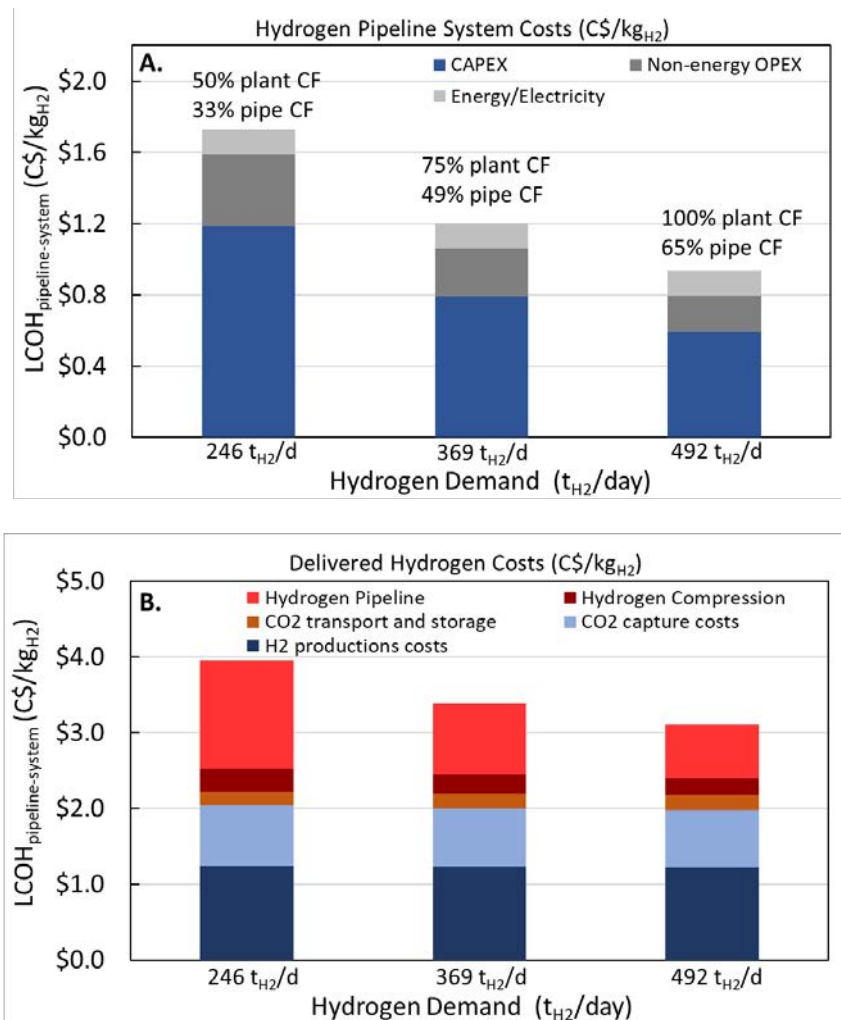 Hydrogen Pipeline System Costs (C$/kgH2)
A.
CAPEX
Non-energy OPEX
Energy/Electricity
50% plant CF
33% pipe CF
75% plant CF
49% pipe CF
100% plant CF
65% pipe CF
LCOHpipeline-system (C$/kgH2)
$2.0
$1.6
$1.2
$0.8
$0.4
$0.0
246 tH2/d
369 tH2/d
492 tH2/d
Hydrogen Demand (tH2/day)
Delivered Hydrogen Costs (C$/kgH2)
B.
Hydrogen Pipeline
Hydrogen Compression
CO2 transport and storage
CO2 capture costs
H2 productions costs
LCOHpipeline-system (C$/kgH2)
$5.0
$4.0
$3.0
$2.0
$1.0
$0.0
246 tH2/d
369 tH2/d
492 tH2/d
Hydrogen Demand (tH2/day)